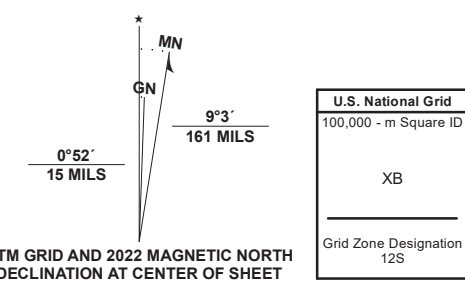 ★
MN
GN
9°3´
161 MILS
0°52´
15 MILS
TM GRID AND 2022 MAGNETIC NORTH
DECLINATION AT CENTER OF SHEET
U.S. National Grid
100,000 - m Square ID
XB
Grid Zone Designation
12S